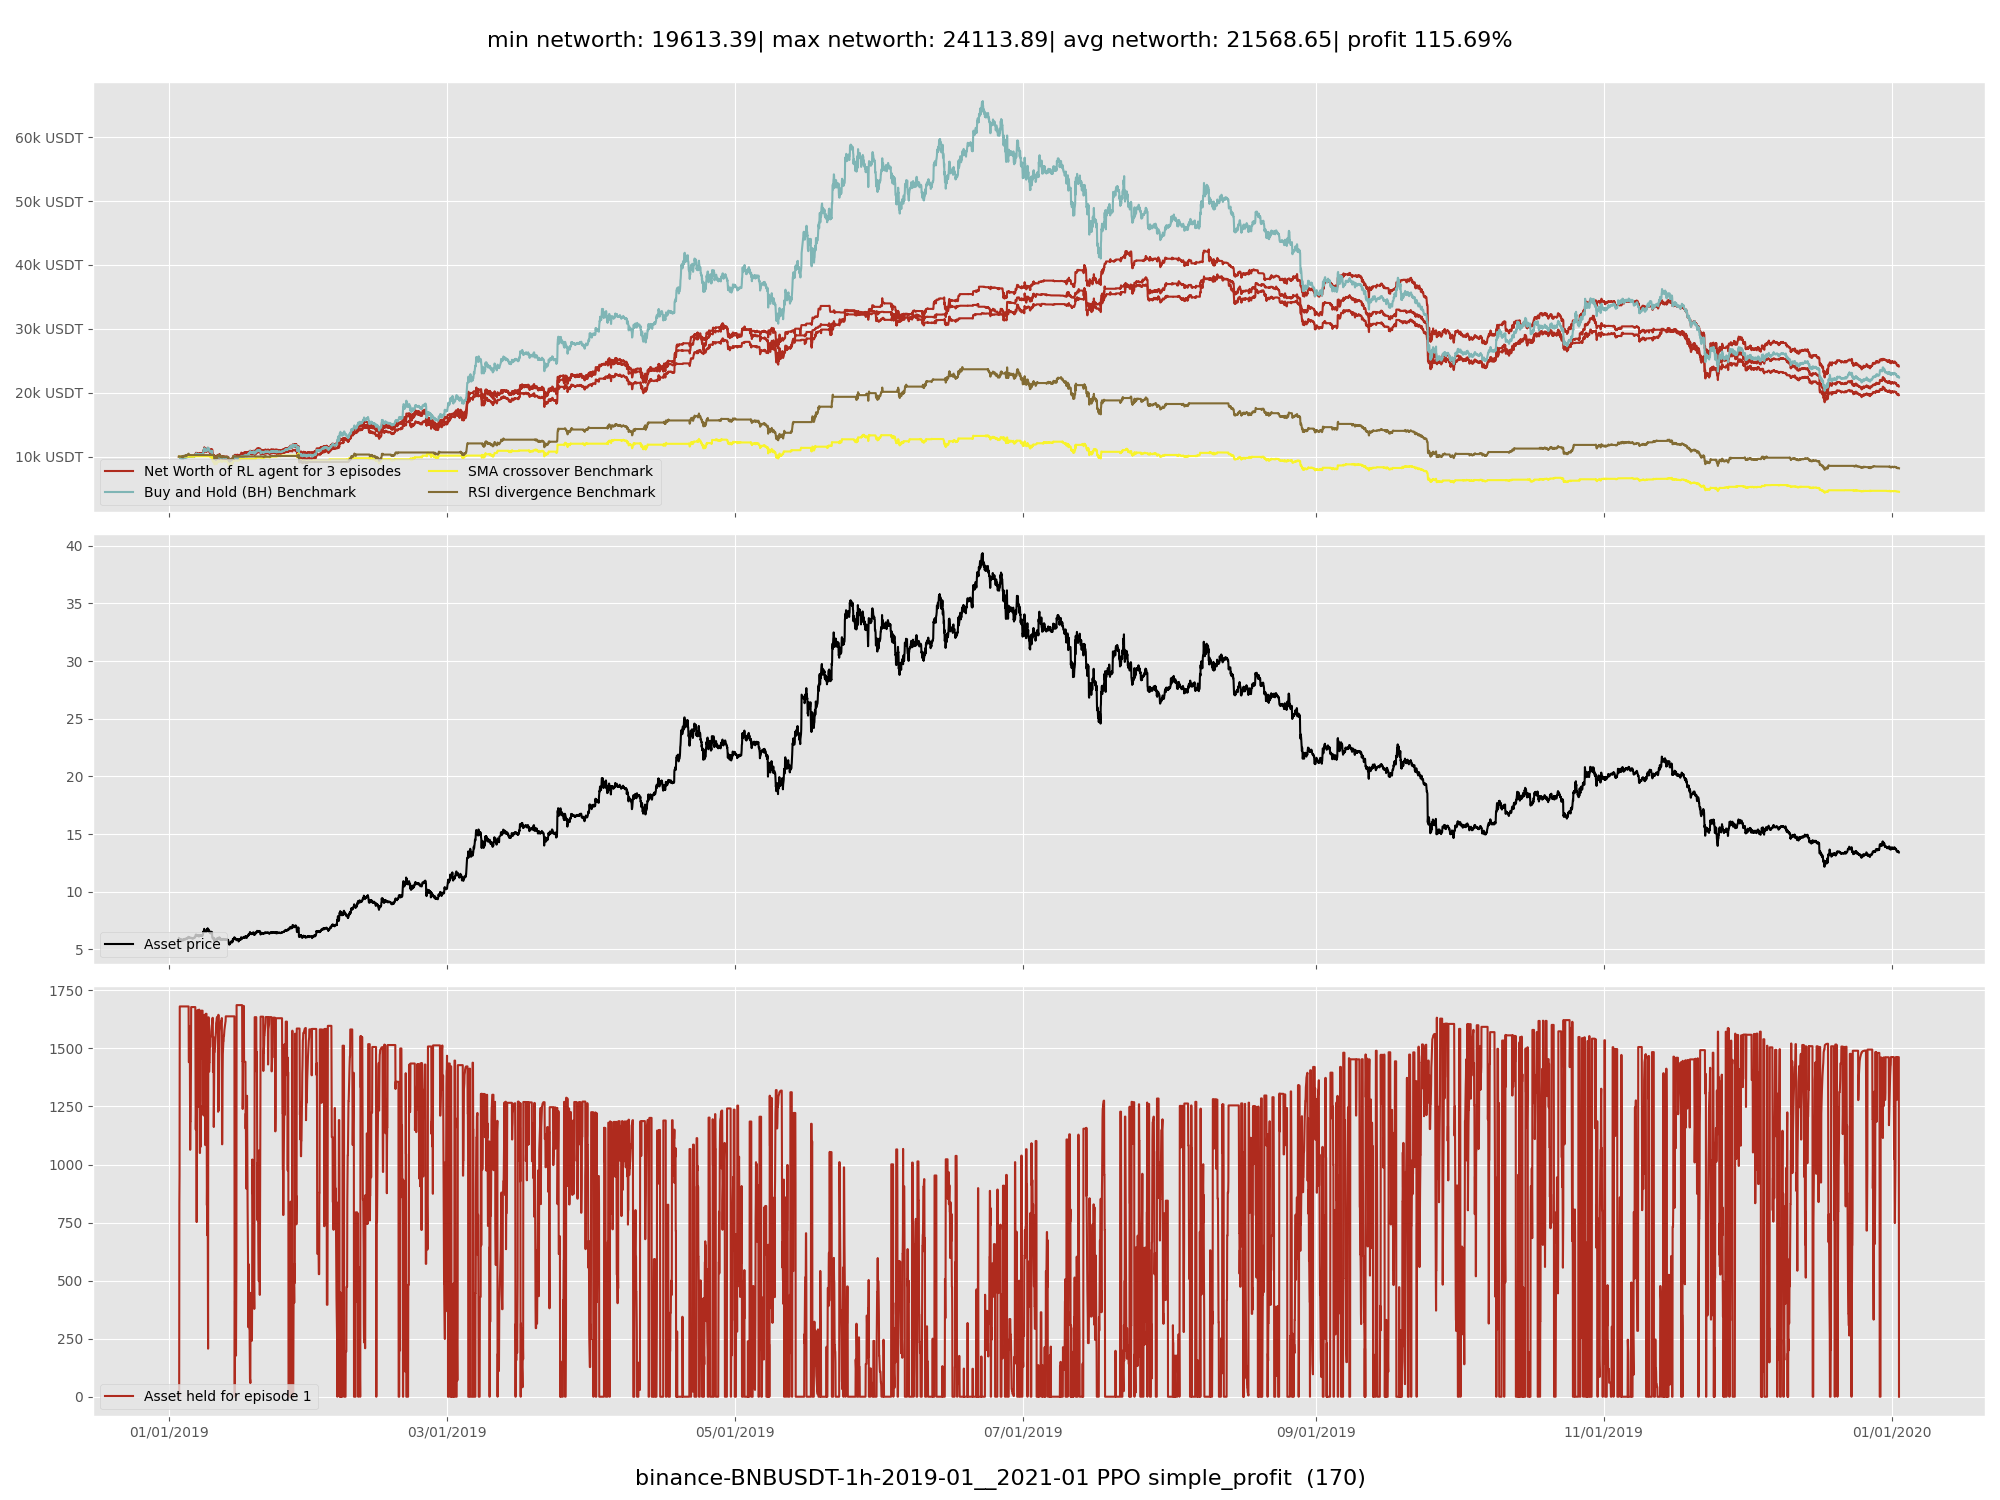 min networth: 19613.39| max networth: 24113.89| avg networth: 21568.65| profit 115.69%
60k USDT
50k USDT
40k USDT
30k USDT
20k USDT
10k USDT
Net Worth of RL agent for 3 episodes
Buy and Hold (BH) Benchmark
SMA crossover Benchmark
RSI divergence Benchmark
40
35
30
25
20
15
10
5
Asset price
1750
1500
1250
1000
750
500
250
0
Asset held for episode 1
01/01/2019 03/01/2019 05/01/2019 07/01/2019 09/01/2019 11/01/2019 01/01/2020
binance-BNBUSDT-1h-2019-01__2021-01 PPO simple_profit (170)